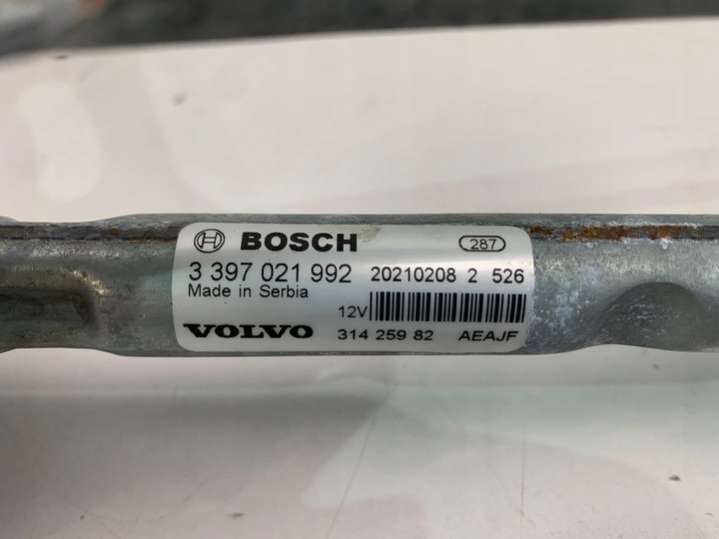 BOSCH 287
3 397 021 992 20210208 2 526
Made in Serbia
12V
VOLVO 314 259 82 AEAJF